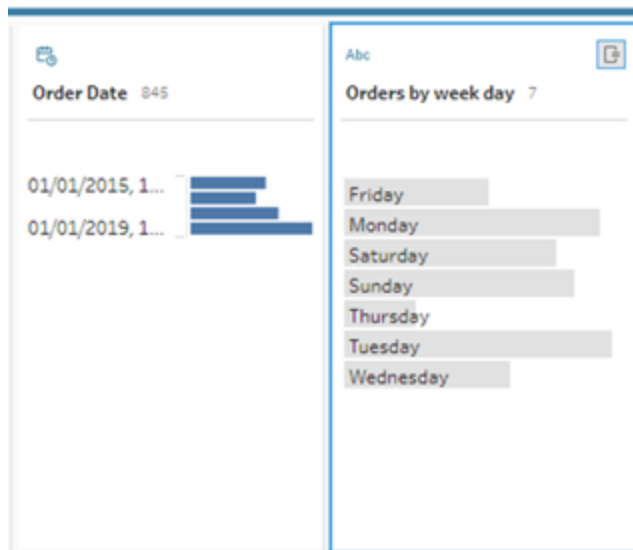 Order Date 845
01/01/2015, 1...
01/01/2019, 1...
Abc
Orders by week day 7
Friday
Monday
Saturday
Sunday
Thursday
Tuesday
Wednesday